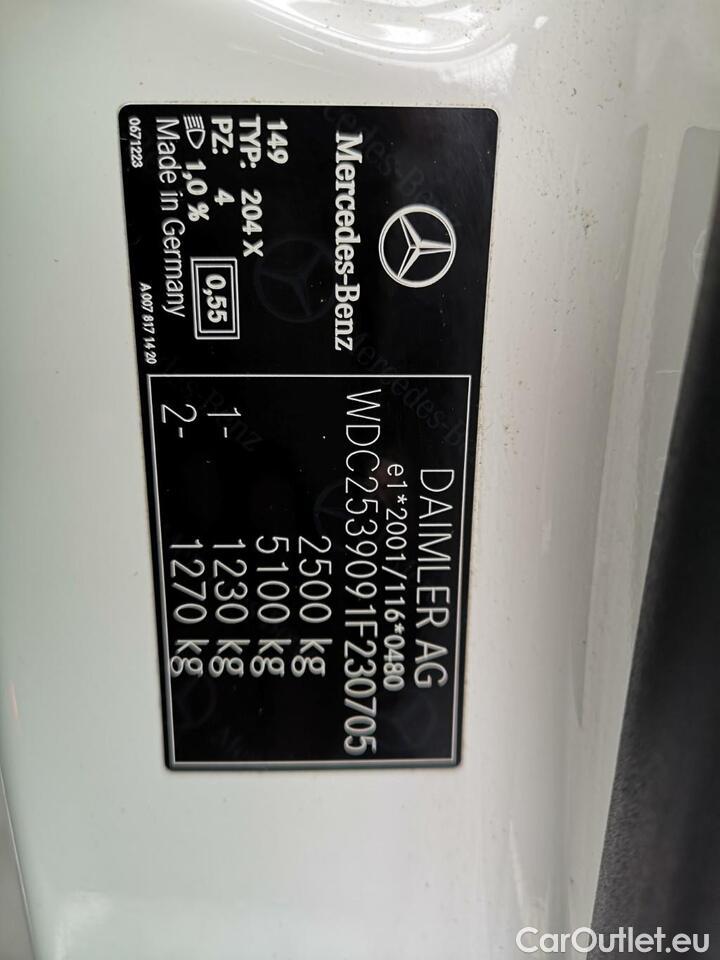 Mercedes-Benz
149
TYP: 204 X
PZ: 4
1,0 %
0,55
Made in Germany
0671223
A 007 817 14 20
DAIMLER AG
e1*2001/116*0480
WDC2539091F230705
2500 kg
5100 kg
1- 1230 kg
2- 1270 kg
CarOutlet.eu